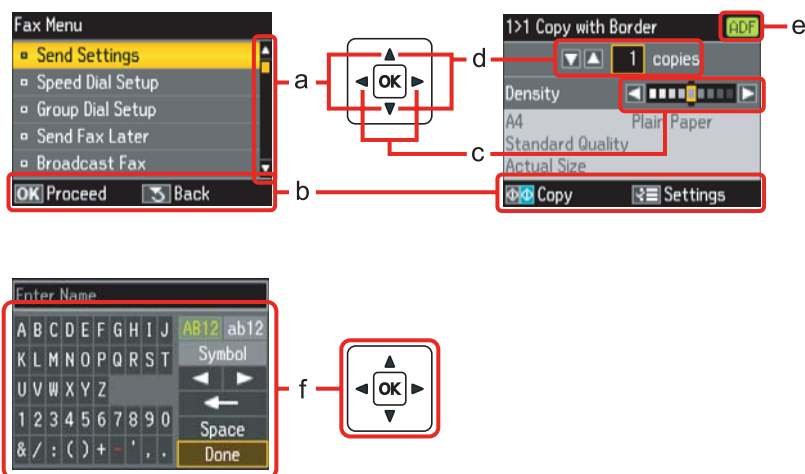 Fax Menu
Send Settings
Speed Dial Setup
Group Dial Setup
Send Fax Later
Broadcast Fax
OK Proceed Back
a
b
OK
d
c
1>1 Copy with Border ADF
e
1 copies
Density
A4 Plain Paper
Standard Quality
Actual Size
Copy Settings
Enter Name
A B C D E F G H I J AB12 ab12
K L M N O P Q R S T Symbol
U V W X Y Z
1 2 3 4 5 6 7 8 9 0 Space
& / : ( ) + - ' , . Done
f
OK